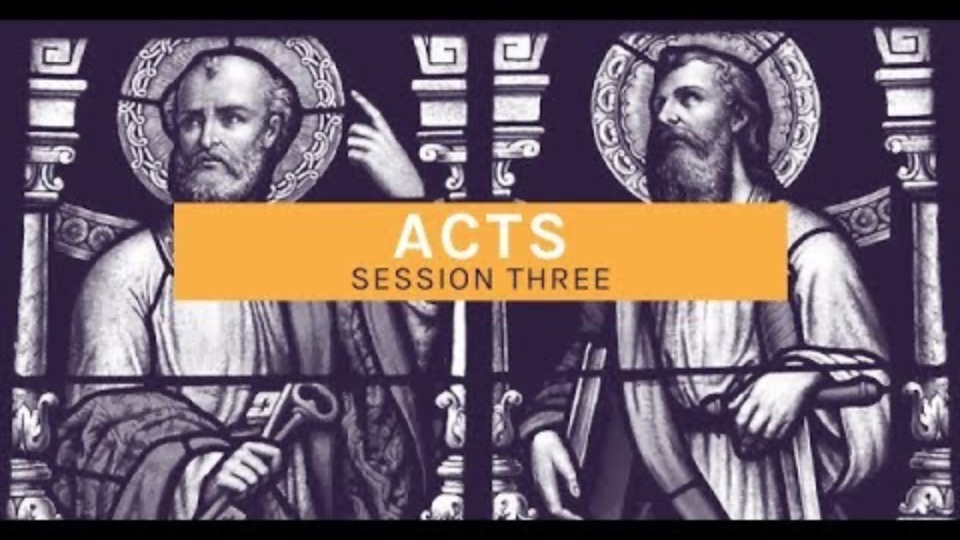 ACTS
SESSION THREE